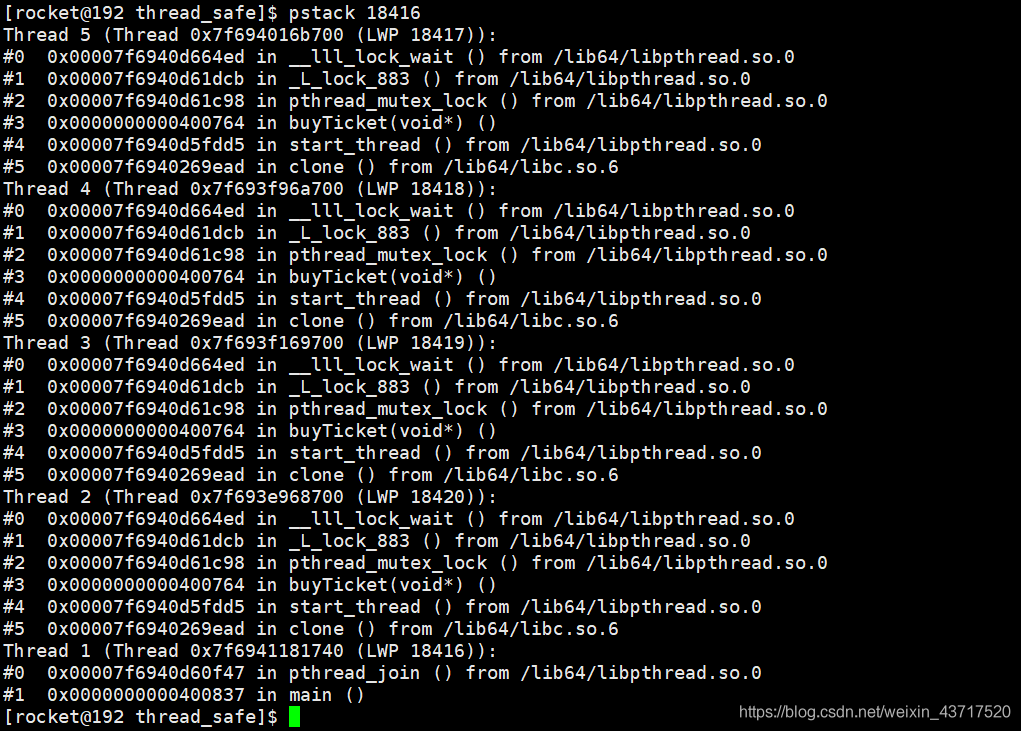 [rocket@192 thread_safe]$ pstack 18416
Thread 5 (Thread 0x7f694016b700 (LWP 18417)):
#0  0x00007f6940d664ed in __lll_lock_wait () from /lib64/libpthread.so.0
#1  0x00007f6940d61dcb in _L_lock_883 () from /lib64/libpthread.so.0
#2  0x00007f6940d61c98 in pthread_mutex_lock () from /lib64/libpthread.so.0
#3  0x0000000000400764 in buyTicket(void*) ()
#4  0x00007f6940d5fdd5 in start_thread () from /lib64/libpthread.so.0
#5  0x00007f6940269ead in clone () from /lib64/libc.so.6
Thread 4 (Thread 0x7f693f96a700 (LWP 18418)):
#0  0x00007f6940d664ed in __lll_lock_wait () from /lib64/libpthread.so.0
#1  0x00007f6940d61dcb in _L_lock_883 () from /lib64/libpthread.so.0
#2  0x00007f6940d61c98 in pthread_mutex_lock () from /lib64/libpthread.so.0
#3  0x0000000000400764 in buyTicket(void*) ()
#4  0x00007f6940d5fdd5 in start_thread () from /lib64/libpthread.so.0
#5  0x00007f6940269ead in clone () from /lib64/libc.so.6
Thread 3 (Thread 0x7f693f169700 (LWP 18419)):
#0  0x00007f6940d664ed in __lll_lock_wait () from /lib64/libpthread.so.0
#1  0x00007f6940d61dcb in _L_lock_883 () from /lib64/libpthread.so.0
#2  0x00007f6940d61c98 in pthread_mutex_lock () from /lib64/libpthread.so.0
#3  0x0000000000400764 in buyTicket(void*) ()
#4  0x00007f6940d5fdd5 in start_thread () from /lib64/libpthread.so.0
#5  0x00007f6940269ead in clone () from /lib64/libc.so.6
Thread 2 (Thread 0x7f693e968700 (LWP 18420)):
#0  0x00007f6940d664ed in __lll_lock_wait () from /lib64/libpthread.so.0
#1  0x00007f6940d61dcb in _L_lock_883 () from /lib64/libpthread.so.0
#2  0x00007f6940d61c98 in pthread_mutex_lock () from /lib64/libpthread.so.0
#3  0x0000000000400764 in buyTicket(void*) ()
#4  0x00007f6940d5fdd5 in start_thread () from /lib64/libpthread.so.0
#5  0x00007f6940269ead in clone () from /lib64/libc.so.6
Thread 1 (Thread 0x7f6941181740 (LWP 18416)):
#0  0x00007f6940d60f47 in pthread_join () from /lib64/libpthread.so.0
#1  0x0000000000400837 in main ()
[rocket@192 thread_safe]$
https://blog.csdn.net/weixin_43717520